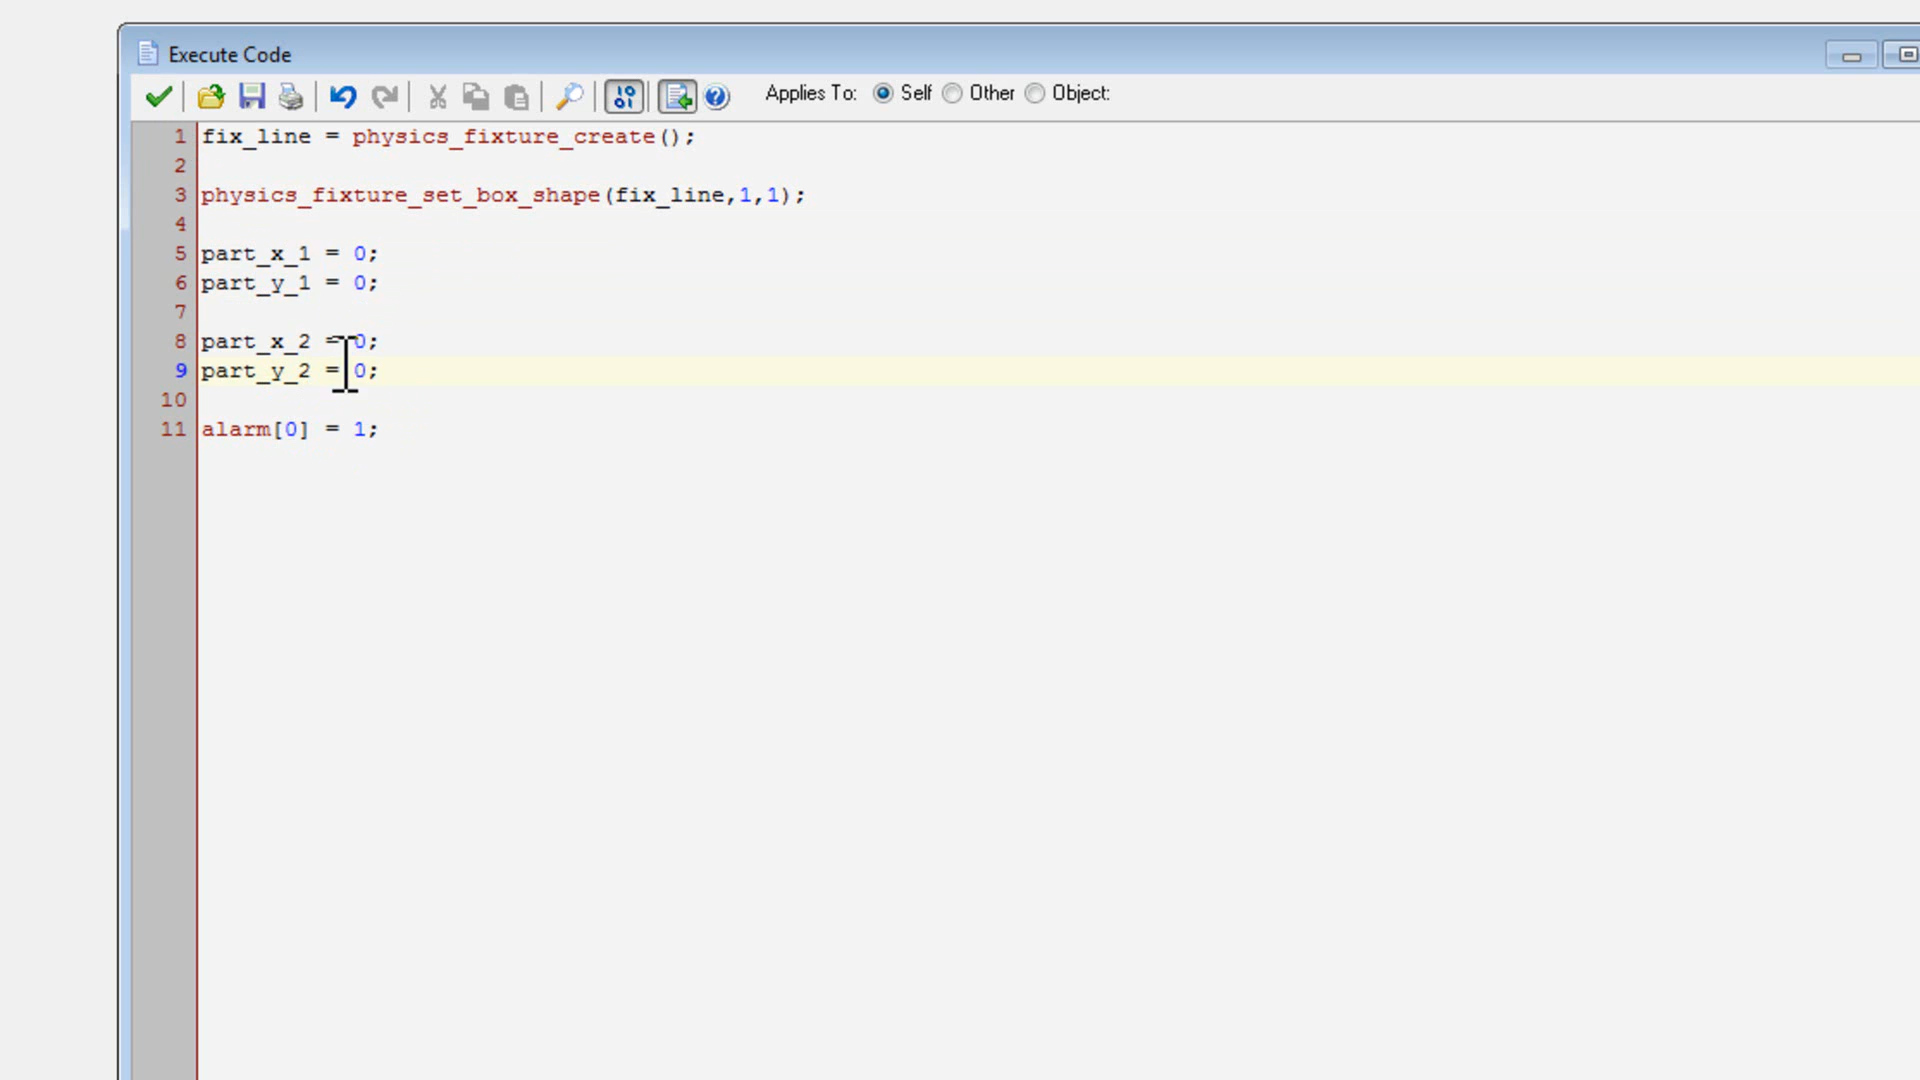 Execute Code
Applies To: Self Other Object:
1 fix_line = physics_fixture_create();
2
3 physics_fixture_set_box_shape(fix_line,1,1);
4
5 part_x_1 = 0;
6 part_y_1 = 0;
7
8 part_x_2 = 0;
9 part_y_2 = 0;
10
11 alarm[0] = 1;